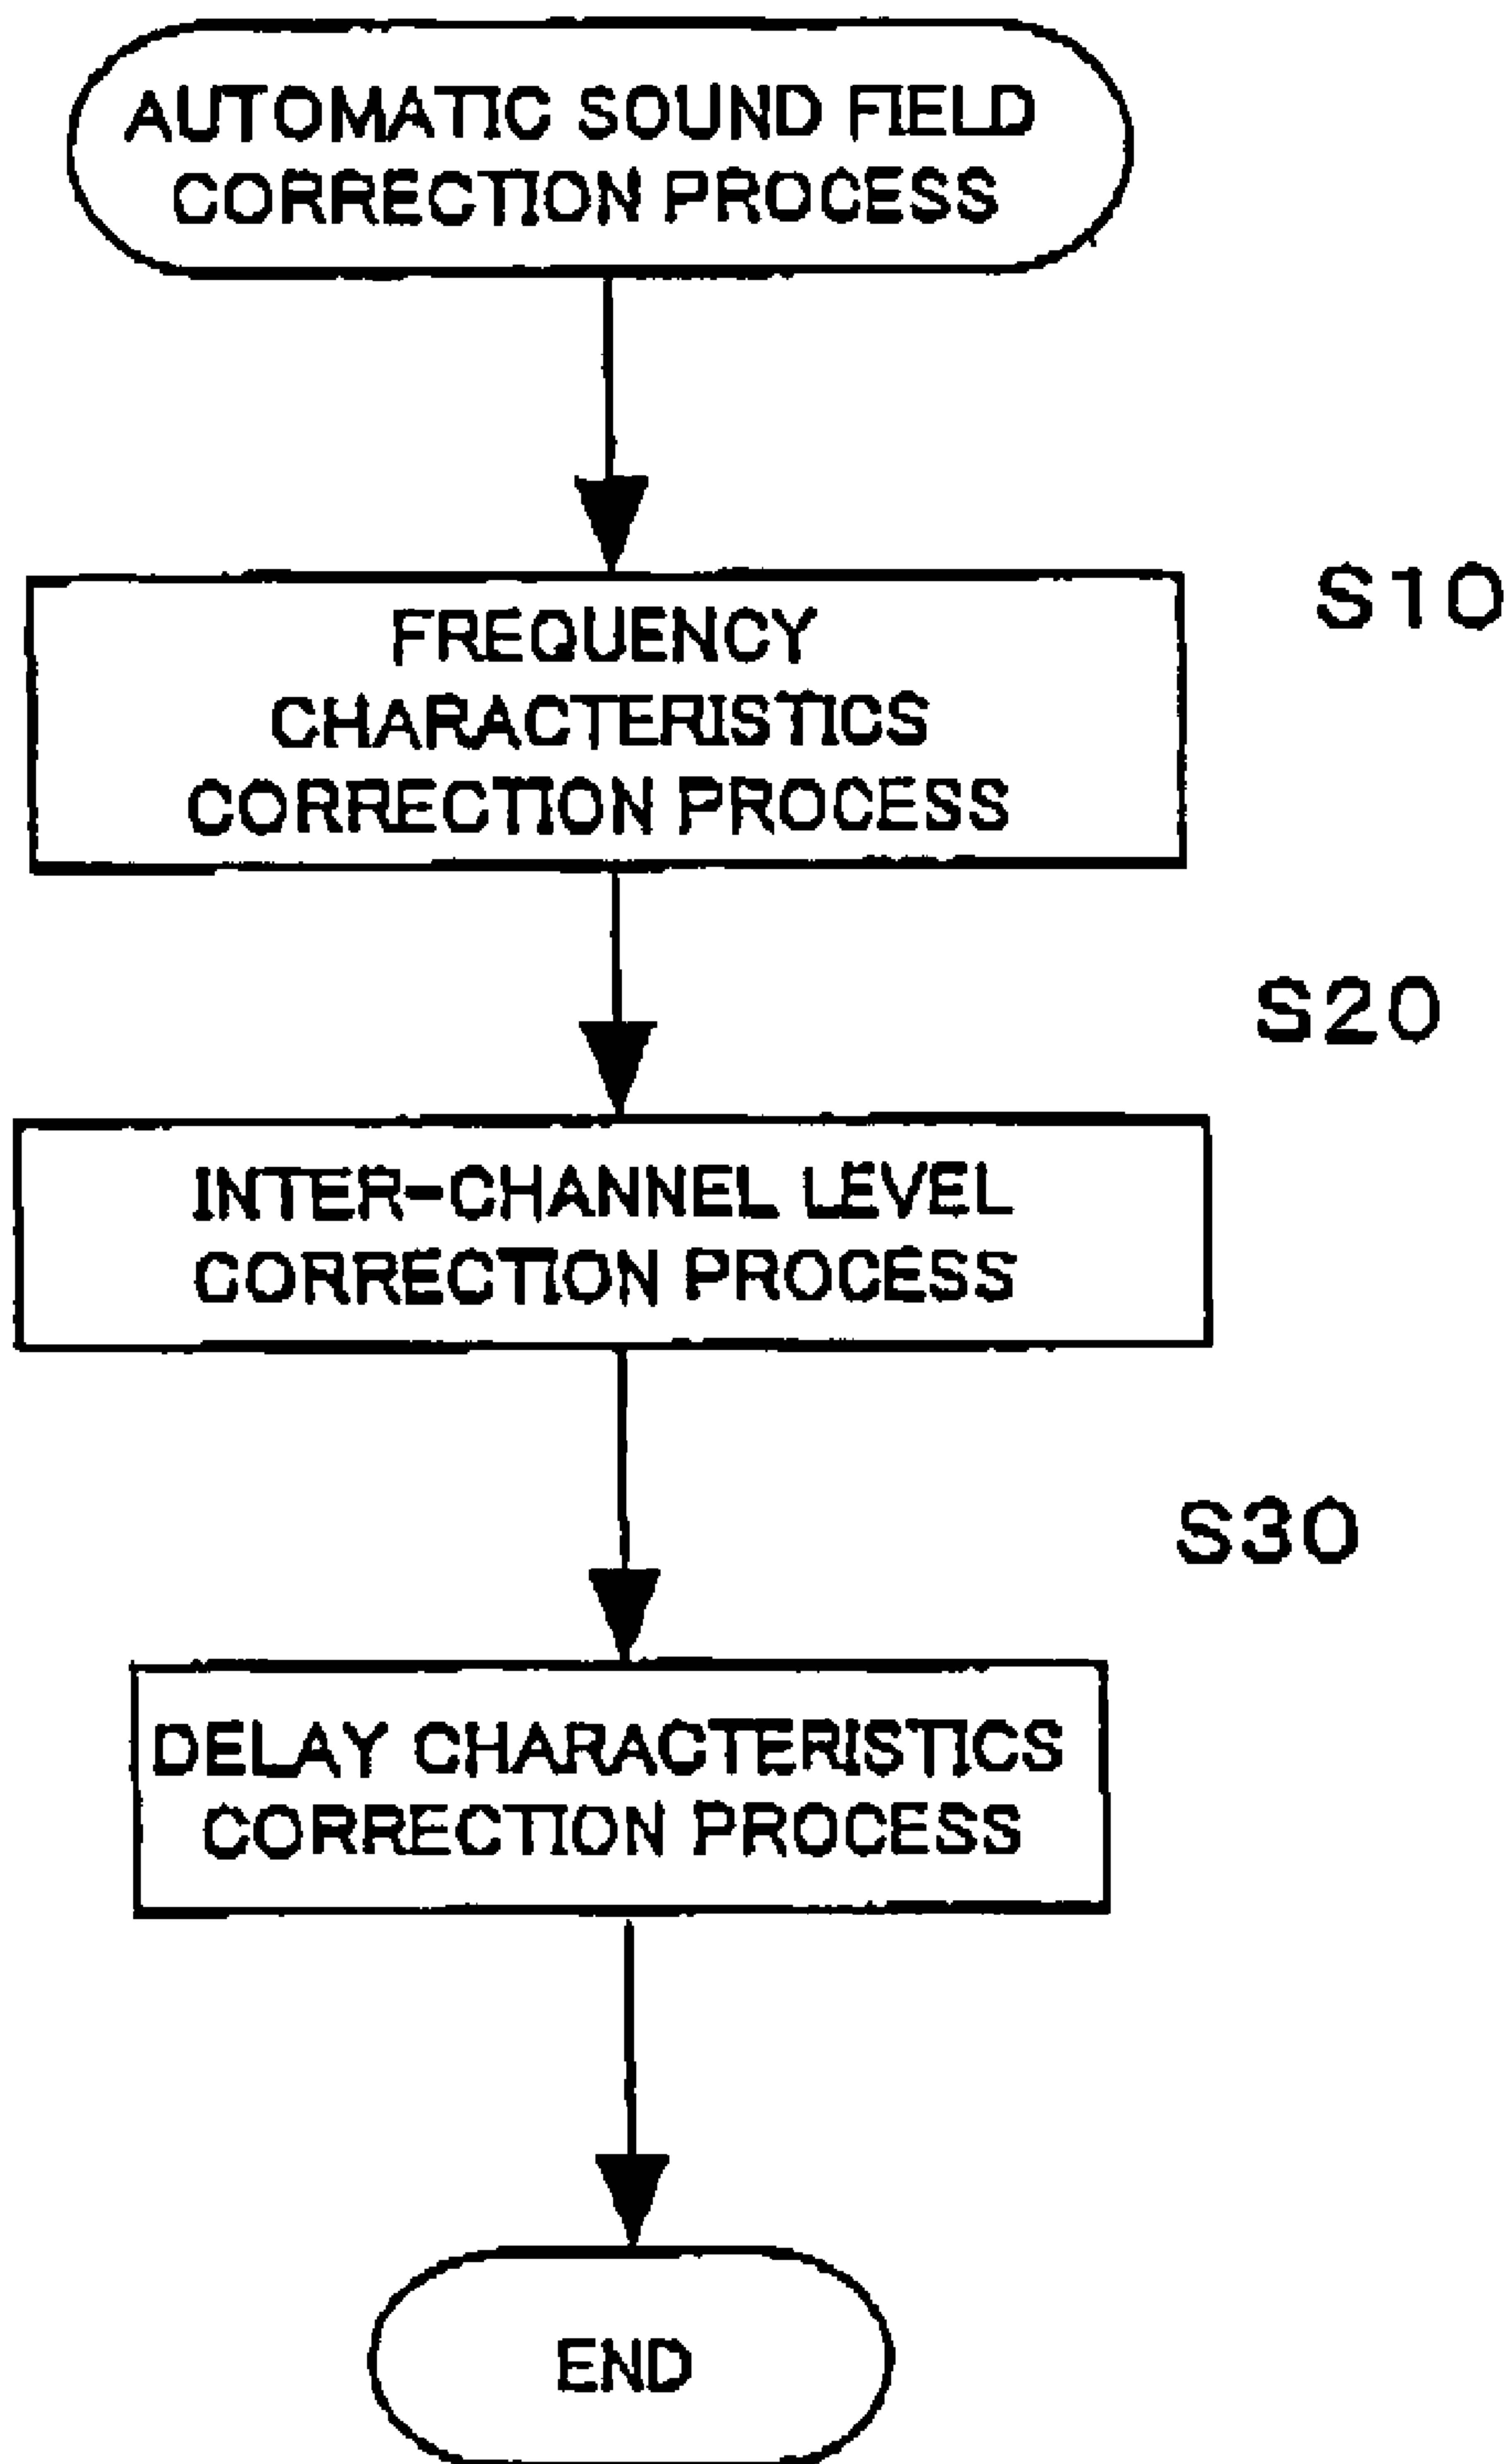 AUTOMATIC SOUND FIELD
CORRECTION PROCESS
S10
FREQUENCY
CHARACTERISTICS
CORRECTION PROCESS
S20
INTER-CHANNEL LEVEL
CORRECTION PROCESS
S30
DELAY CHARACTERISTICS
CORRECTION PROCESS
END